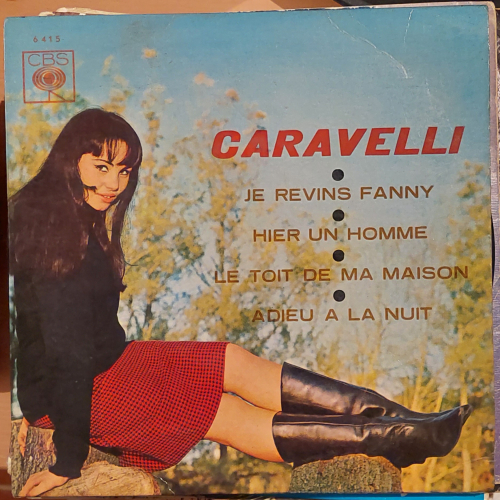 6415
CBS
CARAVELLI
JE REVINS FANNY
HIER UN HOMME
LE TOIT DE MA MAISON
ADIEU A LA NUIT